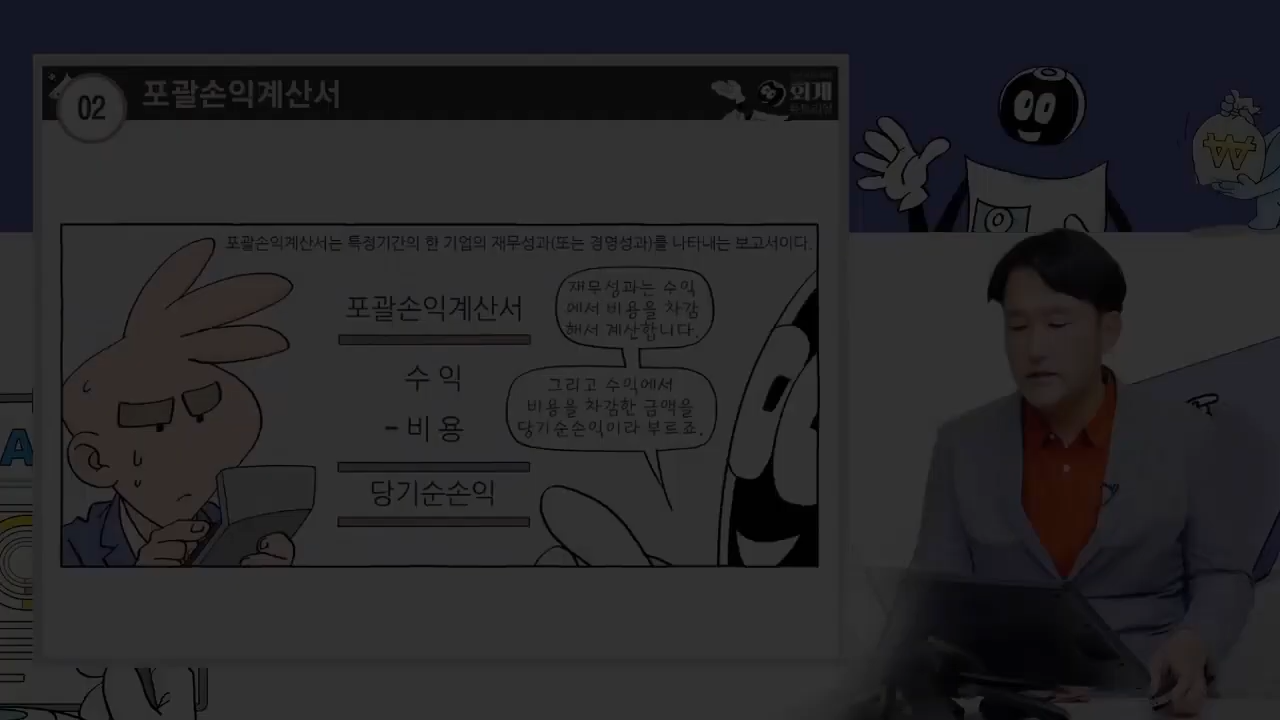 02
포괄손익계산서
회계
포괄손익계산서는 특정기간의 한 기업의 재무성과(또는 경영성과)를 나타내는 보고서이다.
포괄손익계산서
수 익
- 비 용
당기순손익
재무성과는 수익
에서 비용을 차감
해서 계산합니다.
그리고 수익에서
비용을 차감한 금액을
당기순손익이라 부르죠.
₩
A